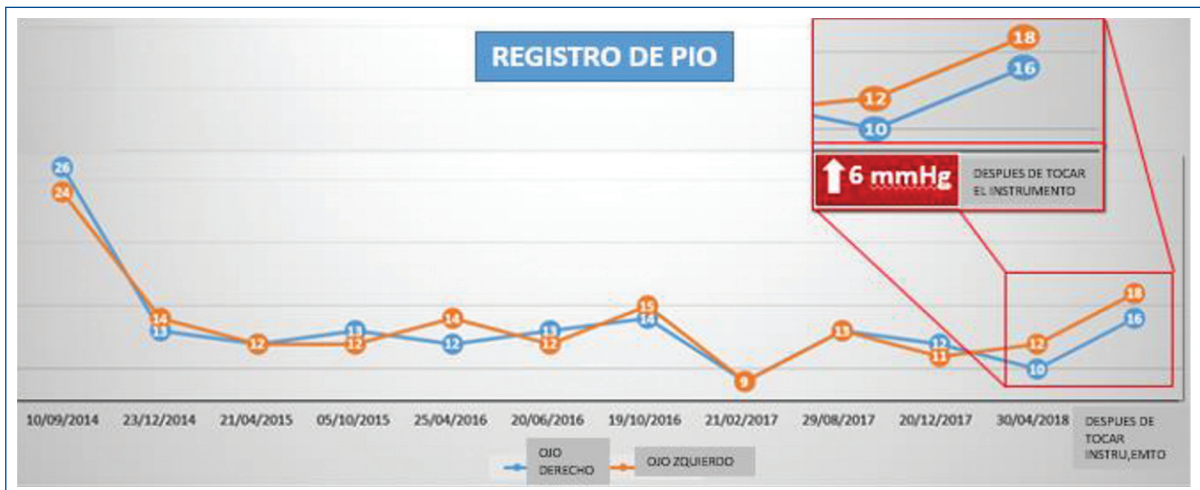 REGISTRO DE PIO
18
16
12
10
6 mmHg
DESPUES DE TOCAR
EL INSTRUMENTO
26
24
14
13
12
13
12
14
12
13
12
15
14
9
13
12
11
12
10
18
16
10/09/2014 23/12/2014 21/04/2015 05/10/2015 25/04/2016 20/06/2016 19/10/2016 21/02/2017 29/08/2017 20/12/2017 30/04/2018
DESPUES DE
TOCAR
INSTRU,EMTO
OJO
DERECHO
OJO ZQUIERDO